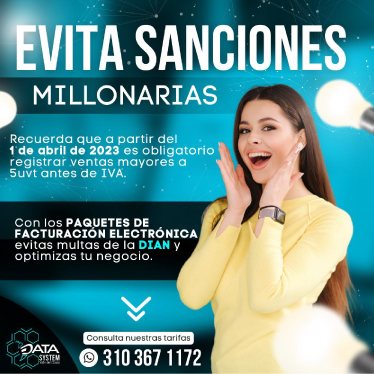 EVITA SANCIONES
MILLONARIAS
Recuerda que a partir del
1 de abril de 2023 es obligatorio
registrar ventas mayores a
5uvt antes de IVA.
Con los PAQUETES DE
FACTURACIÓN ELECTRÓNICA
evitas multas de la DIAN y
optimizas tu negocio.
Consulta nuestras tarifas
310 367 1172
DATA
SYSTEM